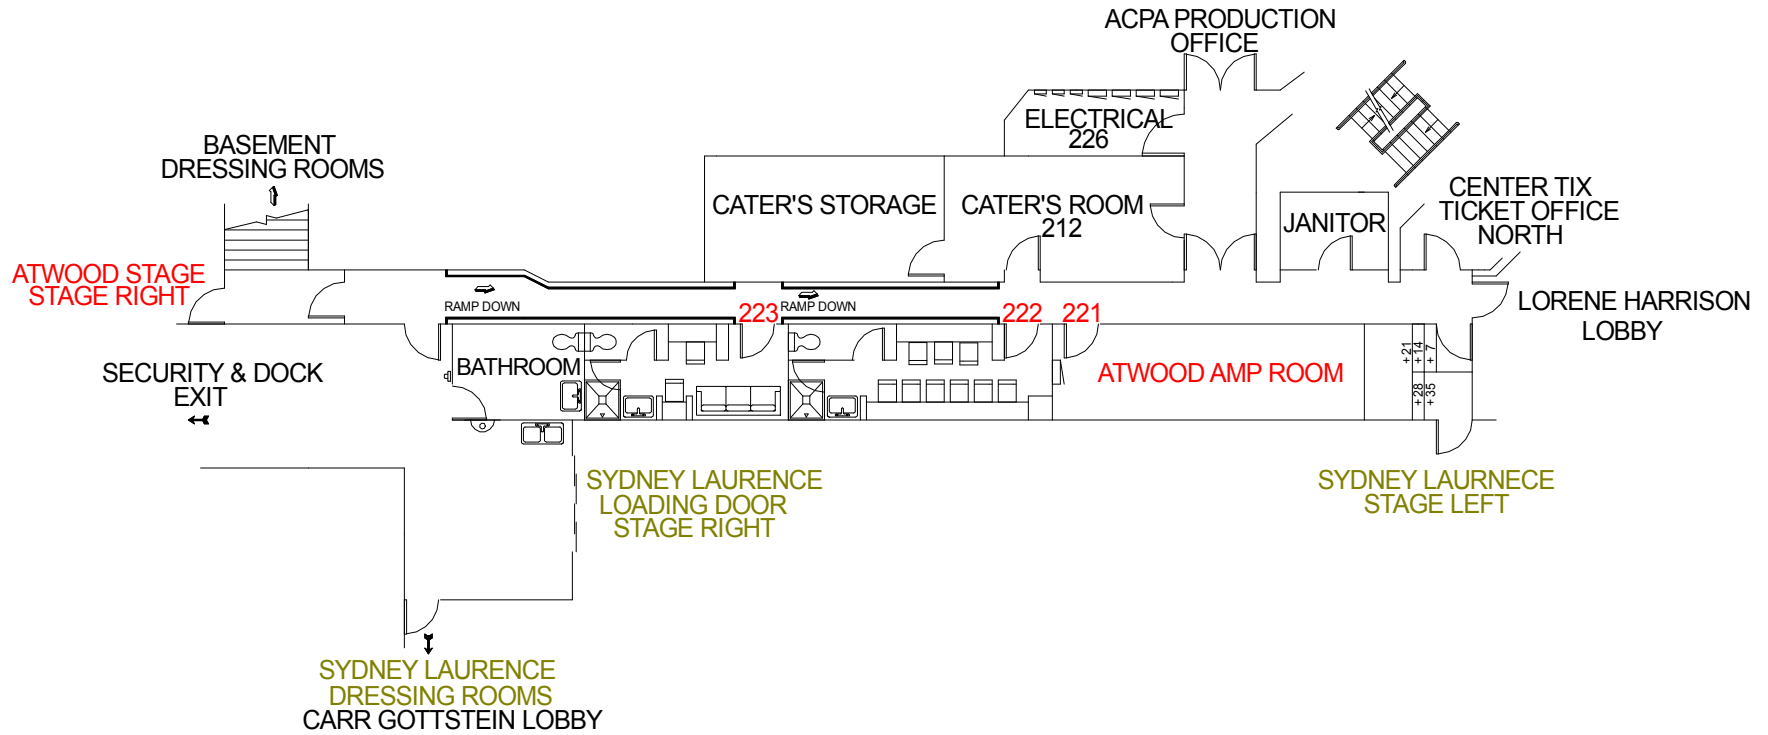 ACPA PRODUCTION
OFFICE
ELECTRICAL
226
BASEMENT
DRESSING ROOMS
CATER'S STORAGE
CATER'S ROOM
212
JANITOR
CENTER TIX
TICKET OFFICE
NORTH
ATWOOD STAGE
STAGE RIGHT
RAMP DOWN
223
RAMP DOWN
222
221
LORENE HARRISON
LOBBY
SECURITY & DOCK
EXIT
BATHROOM
ATWOOD AMP ROOM
+21
+14
+7
+28
+35
SYDNEY LAURENCE
LOADING DOOR
STAGE RIGHT
SYDNEY LAURNECE
STAGE LEFT
SYDNEY LAURENCE
DRESSING ROOMS
CARR GOTTSTEIN LOBBY